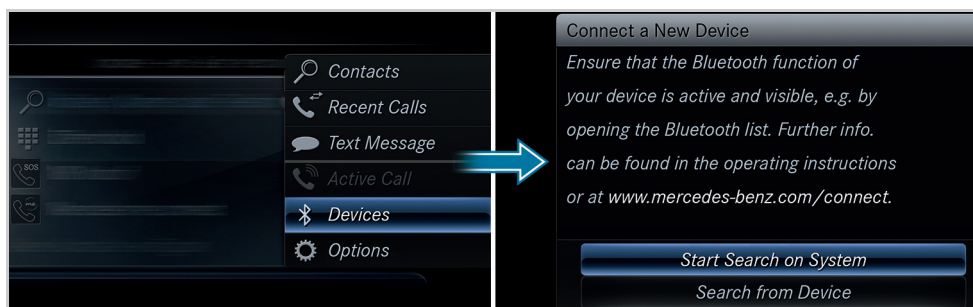 Contacts
Recent Calls
Text Message
Active Call
Devices
Options
SOS
Connect a New Device
Ensure that the Bluetooth function of
your device is active and visible, e.g. by
opening the Bluetooth list. Further info.
can be found in the operating instructions
or at www.mercedes-benz.com/connect.
Start Search on System
Search from Device